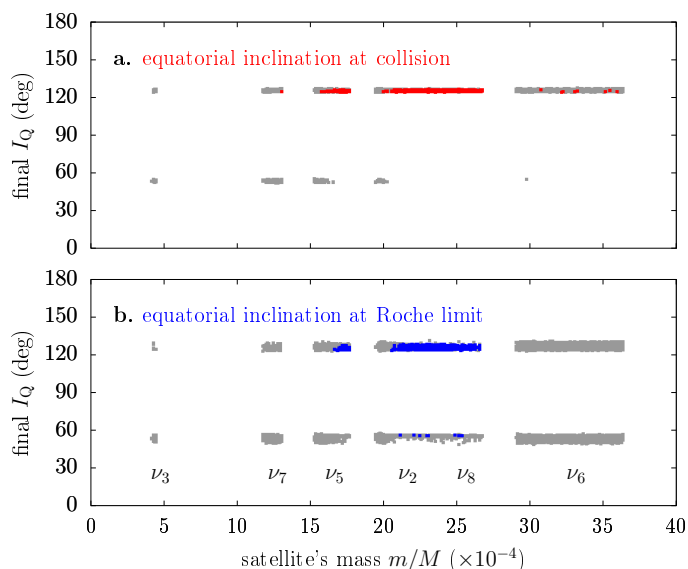 180
150
120
90
60
30
0
final I_Q (deg)
a. equatorial inclination at collision
180
150
120
90
60
30
0
final I_Q (deg)
b. equatorial inclination at Roche limit
ν₃ ν₇ ν₅ ν₂ ν₈ ν₆
0 5 10 15 20 25 30 35 40
satellite's mass m/M (×10⁻⁴)